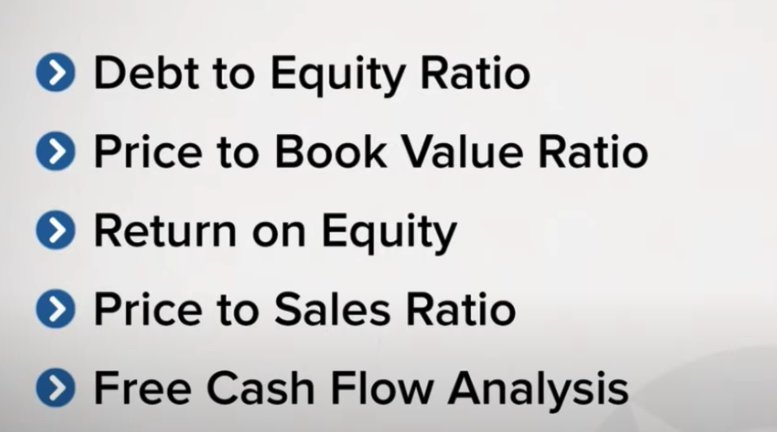 Debt to Equity Ratio
Price to Book Value Ratio
Return on Equity
Price to Sales Ratio
Free Cash Flow Analysis